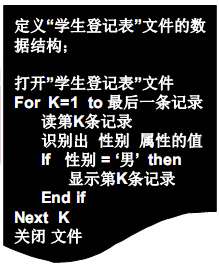 定义“学生登记表”文件的数
据结构；
打开”学生登记表”文件
For K=1 to 最后一条记录
读第K条记录
识别出 性别 属性的值
If 性别 = ‘男’ then
显示第K条记录
End If
Next K
关闭 文件